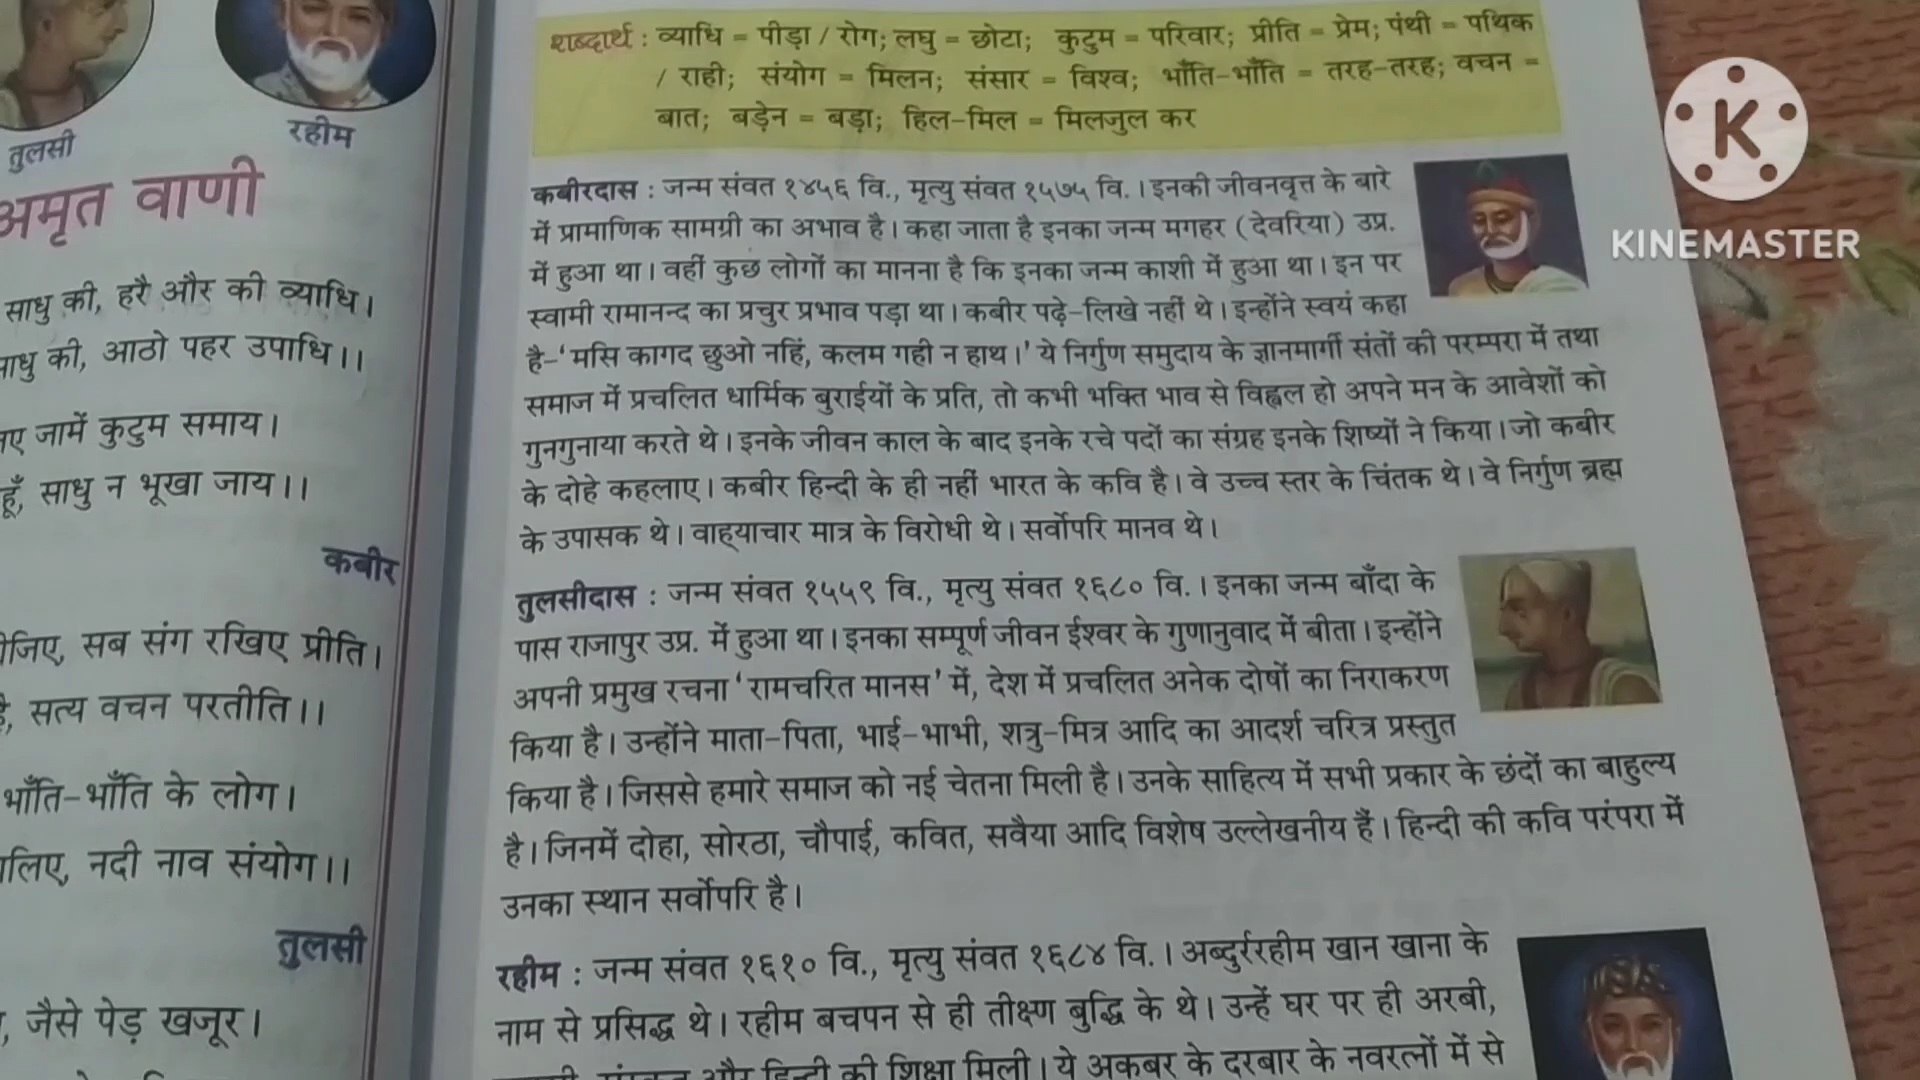 तुलसी
रहीम
अमृत वाणी
साधु की, हरै और की व्याधि।
साधु की, आठो पहर उपाधि।।
जामें कुटुम समाय।
हूँ, साधु न भूखा जाय।।
कबीर
सब संग रखिए प्रीति।
सत्य वचन परतीति।।
भाँति-भाँति के लोग।
नदी नाव संयोग।।
तुलसी
जैसे पेड़ खजूर।
शब्दार्थ : व्याधि = पीड़ा / रोग; लघु = छोटा; कुटुम = परिवार; प्रीति = प्रेम; पंथी = पथिक
/ राही; संयोग = मिलन; संसार = विश्व; भाँति-भाँति = तरह-तरह; वचन =
बात; बड़ेन = बड़ा; हिल-मिल = मिलजुल कर
कबीरदास : जन्म संवत १४५६ वि., मृत्यु संवत १५७५ वि.। इनकी जीवनवृत्त के बारे
में प्रामाणिक सामग्री का अभाव है। कहा जाता है इनका जन्म मगहर (देवरिया) उप्र.
में हुआ था। वहीं कुछ लोगों का मानना है कि इनका जन्म काशी में हुआ था। इन पर
स्वामी रामानन्द का प्रचुर प्रभाव पड़ा था। कबीर पढ़े-लिखे नहीं थे। इन्होंने स्वयं कहा
है-'मसि कागद छुओ नहिं, कलम गही न हाथ।' ये निर्गुण समुदाय के ज्ञानमार्गी संतों की परम्परा में तथा
समाज में प्रचलित धार्मिक बुराईयों के प्रति, तो कभी भक्ति भाव से विह्वल हो अपने मन के आवेशों को
गुनगुनाया करते थे। इनके जीवन काल के बाद इनके रचे पदों का संग्रह इनके शिष्यों ने किया। जो कबीर
के दोहे कहलाए। कबीर हिन्दी के ही नहीं भारत के कवि है। वे उच्च स्तर के चिंतक थे। वे निर्गुण ब्रह्म
के उपासक थे। वाह्‌याचार मात्र के विरोधी थे। सर्वोपरि मानव थे।
तुलसीदास : जन्म संवत १५५९ वि., मृत्यु संवत १६८० वि.। इनका जन्म बाँदा के
पास राजापुर उप्र. में हुआ था। इनका सम्पूर्ण जीवन ईश्वर के गुणानुवाद में बीता। इन्होंने
अपनी प्रमुख रचना 'रामचरित मानस' में, देश में प्रचलित अनेक दोषों का निराकरण
किया है। उन्होंने माता-पिता, भाई-भाभी, शत्रु-मित्र आदि का आदर्श चरित्र प्रस्तुत
किया है। जिससे हमारे समाज को नई चेतना मिली है। उनके साहित्य में सभी प्रकार के छंदों का बाहुल्य
है। जिनमें दोहा, सोरठा, चौपाई, कवित, सवैया आदि विशेष उल्लेखनीय हैं। हिन्दी की कवि परंपरा में
उनका स्थान सर्वोपरि है।
रहीम : जन्म संवत १६१० वि., मृत्यु संवत १६८४ वि.। अब्दुर्ररहीम खान खाना के
नाम से प्रसिद्ध थे। रहीम बचपन से ही तीक्ष्ण बुद्धि के थे। उन्हें घर पर ही अरबी,
और हिन्दी की शिक्षा मिली। ये अकबर के दरबार के नवरत्नों में से
K
KINEMASTER